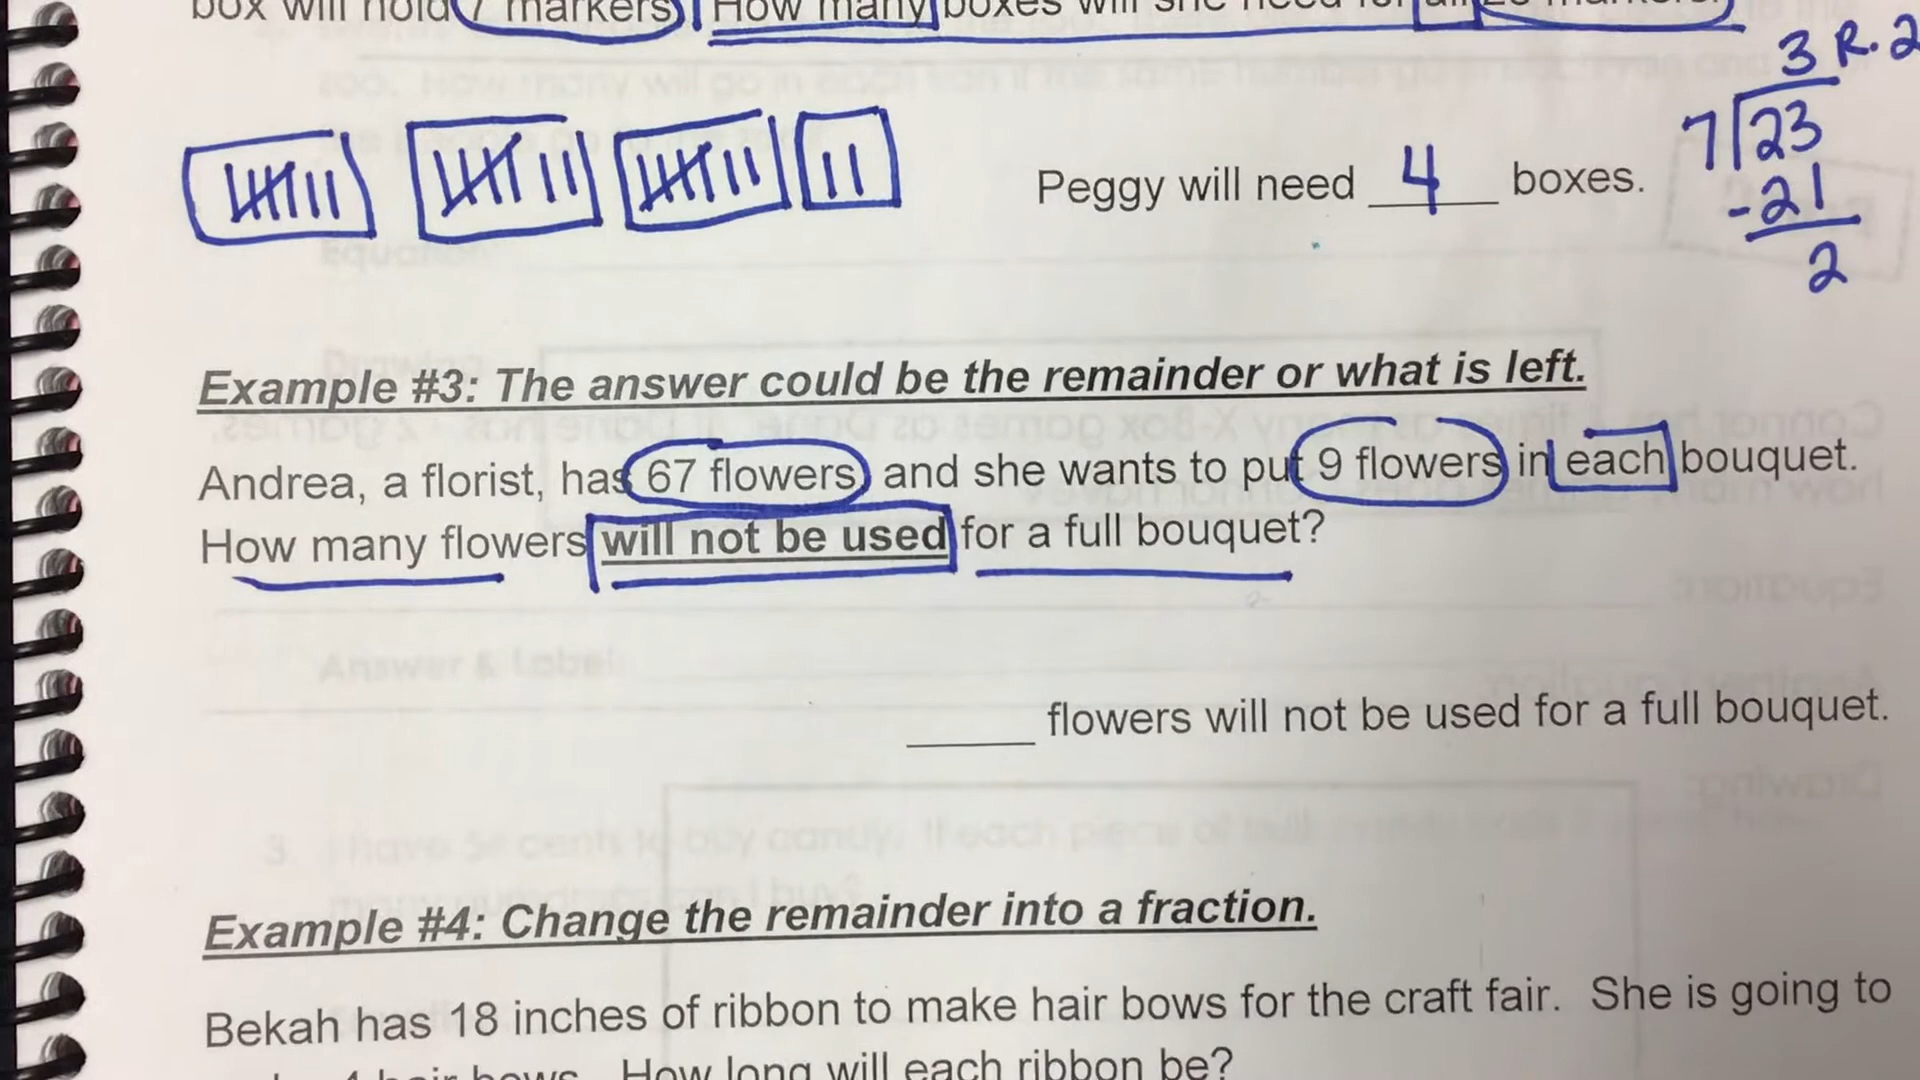 box will hold 7 markers. How many boxes will she need for all 23 markers?
3 R. 2
7 23
Peggy will need 4 boxes.
-21
2
Example #3: The answer could be the remainder or what is left.
Andrea, a florist, has 67 flowers and she wants to put 9 flowers in each bouquet.
How many flowers will not be used for a full bouquet?
_____ flowers will not be used for a full bouquet.
Example #4: Change the remainder into a fraction.
Bekah has 18 inches of ribbon to make hair bows for the craft fair. She is going to
4 hair bows. How long will each ribbon be?